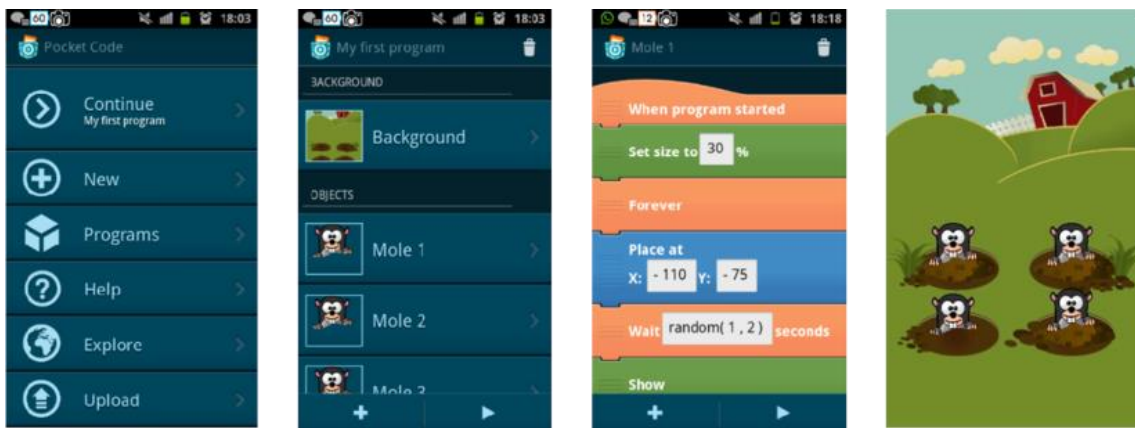 60
18:03
Pocket Code
Continue
My first program
New
Programs
Help
Explore
Upload
60
18:03
My first program
BACKGROUND
Background
OBJECTS
Mole 1
Mole 2
Mole 3
12
18:18
Mole 1
When program started
Set size to 30 %
Forever
Place at
X: - 110 Y: - 75
Wait random( 1 , 2 ) seconds
Show